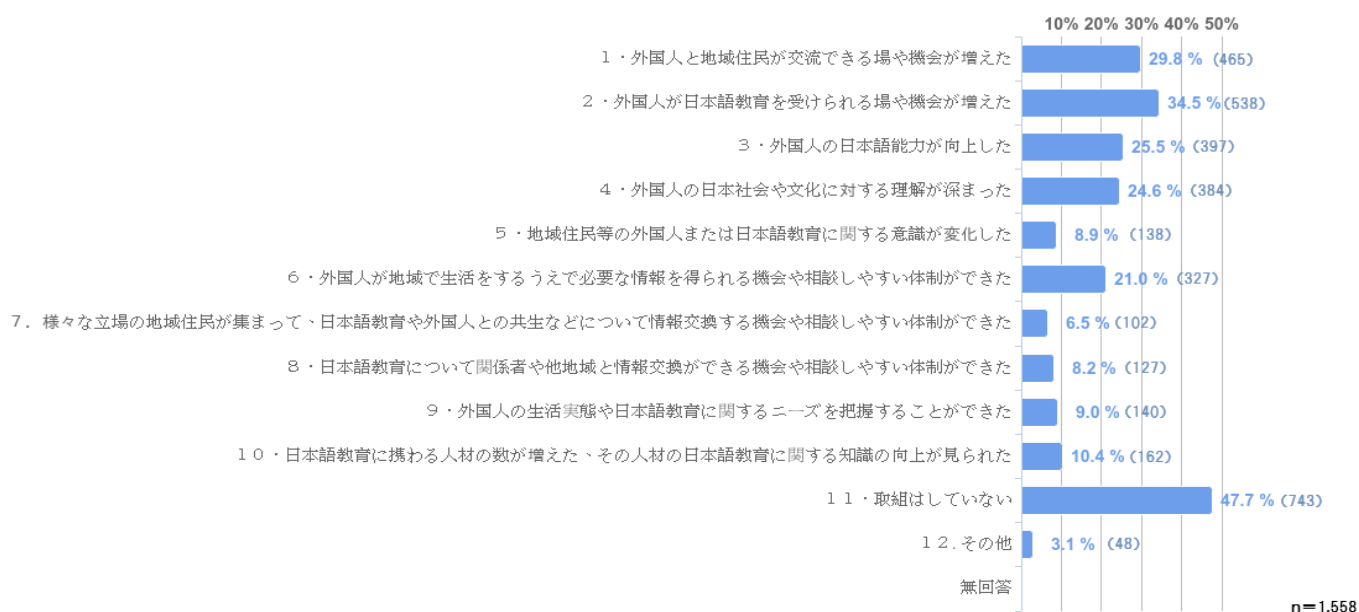 10% 20% 30% 40% 50%
１・外国人と地域住民が交流できる場や機会が増えた 29.8 % (465)
２・外国人が日本語教育を受けられる場や機会が増えた 34.5 % (538)
３・外国人の日本語能力が向上した 25.5 % (397)
４・外国人の日本社会や文化に対する理解が深まった 24.6 % (384)
５・地域住民等の外国人または日本語教育に関する意識が変化した 8.9 % (138)
６・外国人が地域で生活をするうえで必要な情報を得られる機会や相談しやすい体制ができた 21.0 % (327)
７. 様々な立場の地域住民が集まって、日本語教育や外国人との共生などについて情報交換する機会や相談しやすい体制ができた 6.5 % (102)
８・日本語教育について関係者や他地域と情報交換ができる機会や相談しやすい体制ができた 8.2 % (127)
９・外国人の生活実態や日本語教育に関するニーズを把握することができた 9.0 % (140)
１０・日本語教育に携わる人材の数が増えた、その人材の日本語教育に関する知識の向上が見られた 10.4 % (162)
１１・取組はしていない 47.7 % (743)
１２.その他 3.1 % (48)
無回答
n＝1,558